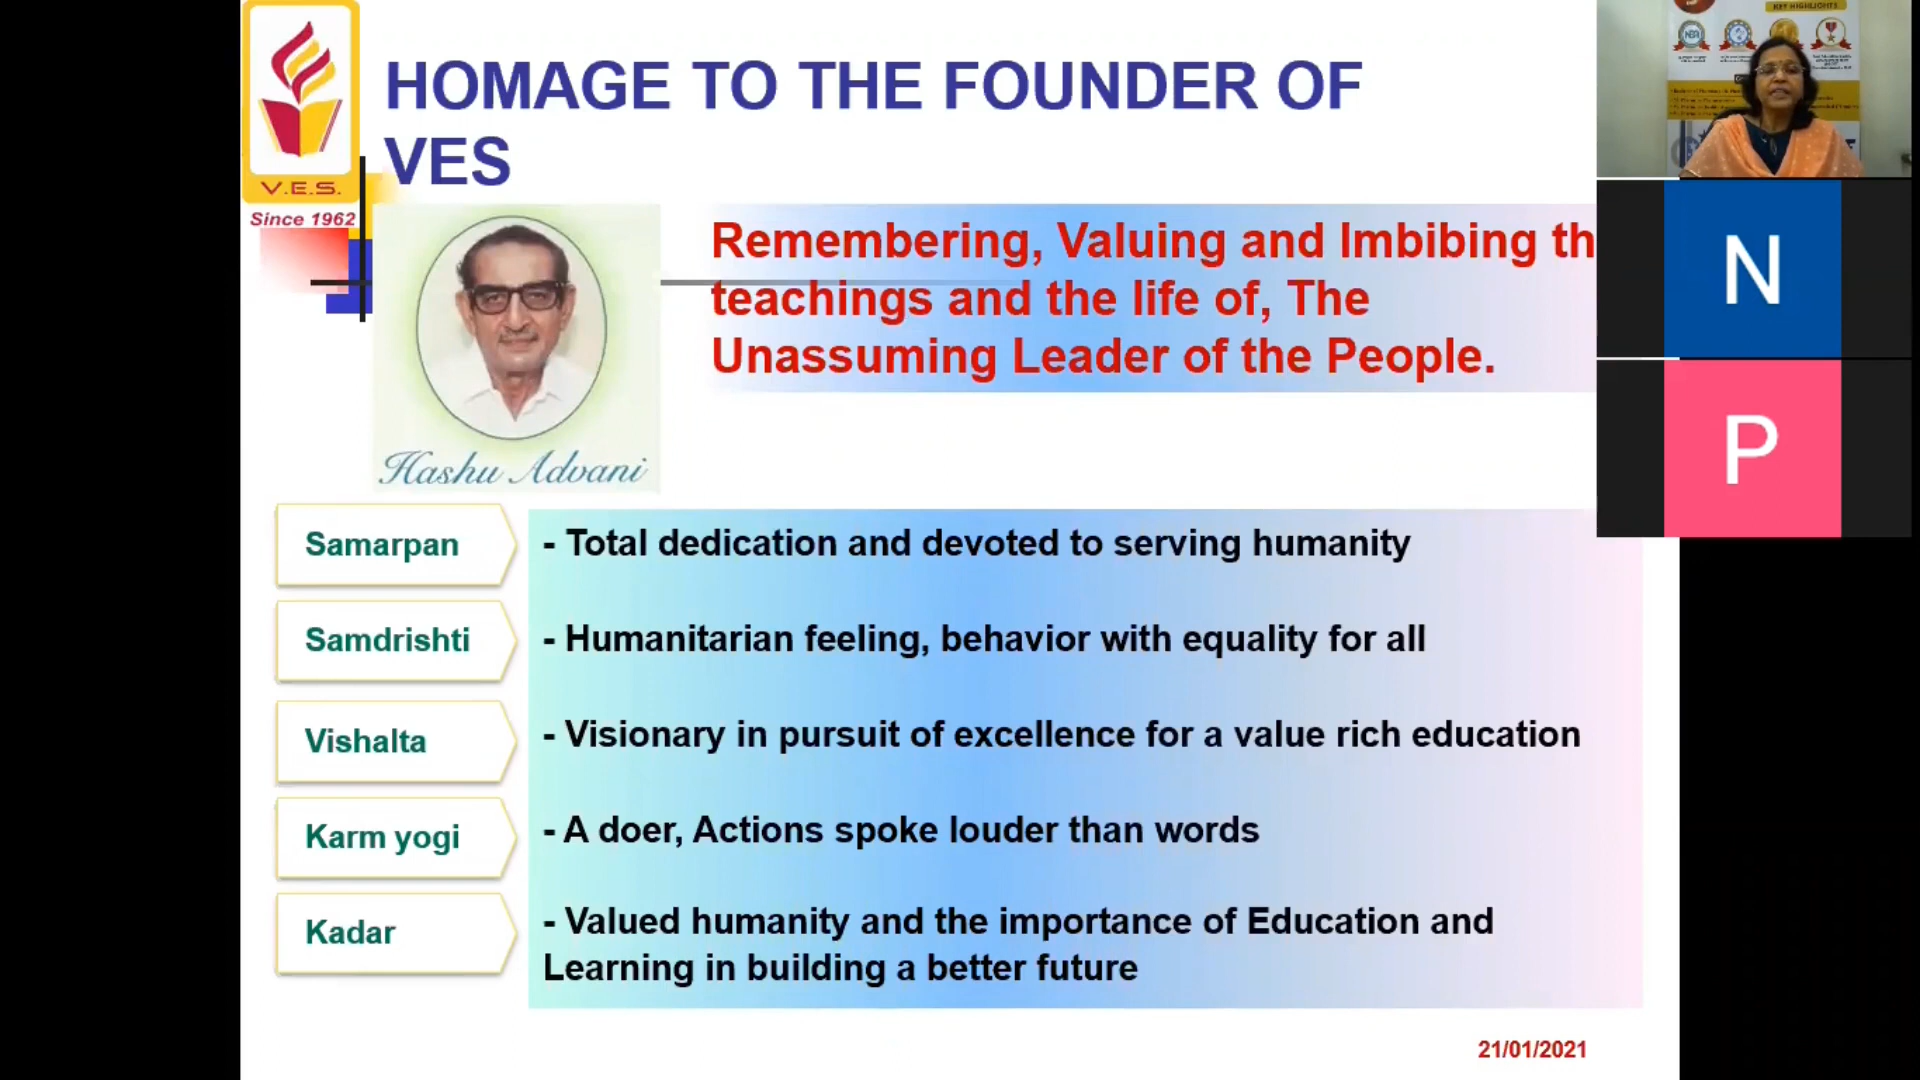 V.E.S.
Since 1962
HOMAGE TO THE FOUNDER OF
VES
Remembering, Valuing and Imbibing th
teachings and the life of, The
Unassuming Leader of the People.
Hashu Advani
Samarpan
- Total dedication and devoted to serving humanity
Samdrishti
- Humanitarian feeling, behavior with equality for all
Vishalta
- Visionary in pursuit of excellence for a value rich education
Karm yogi
- A doer, Actions spoke louder than words
Kadar
- Valued humanity and the importance of Education and
Learning in building a better future
21/01/2021
KEY HIGHLIGHTS
N
P